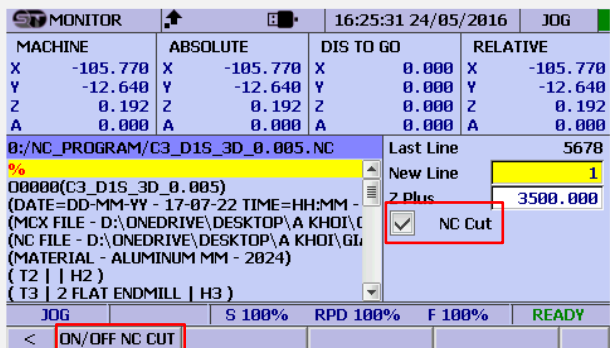 MONITOR 16:25:31 24/05/2016 JOG
MACHINE ABSOLUTE DIS TO GO RELATIVE
X -105.770 X -105.770 X 0.000 X -105.770
Y -12.640 Y -12.640 Y 0.000 Y -12.640
Z 0.192 Z 0.192 Z 0.000 Z 0.192
A 0.000 A 0.000 A 0.000 A 0.000
0:/NC_PROGRAM/C3_D1S_3D_0.005.NC Last Line 5678
% New Line 1
O0000(C3_D1S_3D_0.005) Z Plus 3500.000
(DATE=DD-MM-YY - 17-07-22 TIME=HH:MM -
(MCX FILE - D:\ONEDRIVE\DESKTOP\A KHOI\ NC Cut
(NC FILE - D:\ONEDRIVE\DESKTOP\A KHOI\
(MATERIAL - ALUMINUM MM - 2024)
( T2 | | H2 )
( T3 | 2 FLAT ENDMILL | H3 )
JOG S 100% RPD 100% F 100% READY
< ON/OFF NC CUT